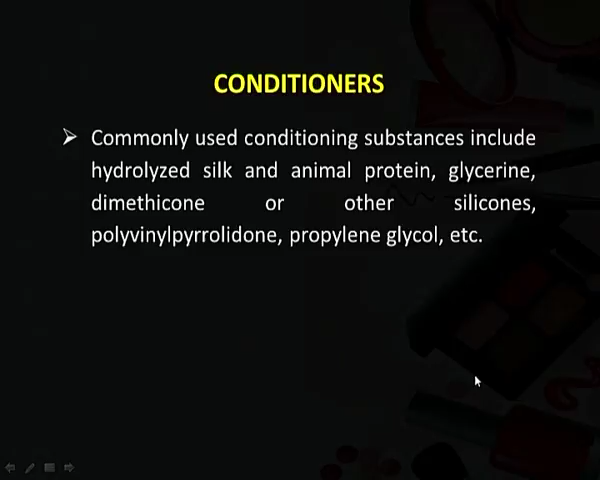 CONDITIONERS
Commonly used conditioning substances include
hydrolyzed silk and animal protein, glycerine,
dimethicone or other silicones,
polyvinylpyrrolidone, propylene glycol, etc.